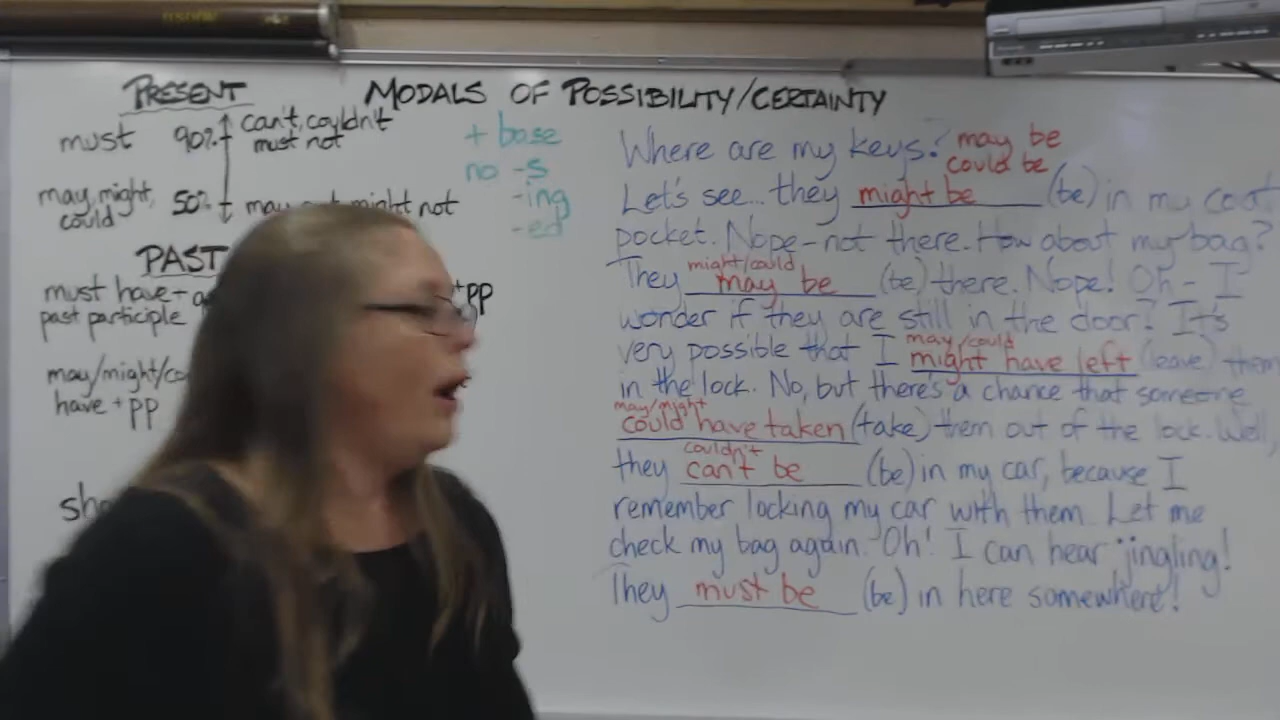 PRESENT
MODALS OF POSSIBILITY/CERTAINTY
must 90% can't, couldn't
must not
may, might, 50% not might not
could
+ base
no -s
-ing
-ed
PAST
must have +
past participle
pp
have + pp
Where are my keys? may be
could be
Let's see... they might be (be) in my coat
pocket. Nope-not there. How about my bag?
might/could
They may be (be) there. Nope! Oh - I
wonder if they are still in the door? It's
may/could
very possible that I might have left (leave) them
in the lock. No, but there's a chance that someone
may/might
could have taken (take) them out of the lock. Well,
couldn't
they can't be (be) in my car, because I
remember locking my car with them. Let me
check my bag again. Oh! I can hear jingling!
They must be (be) in here somewhere!